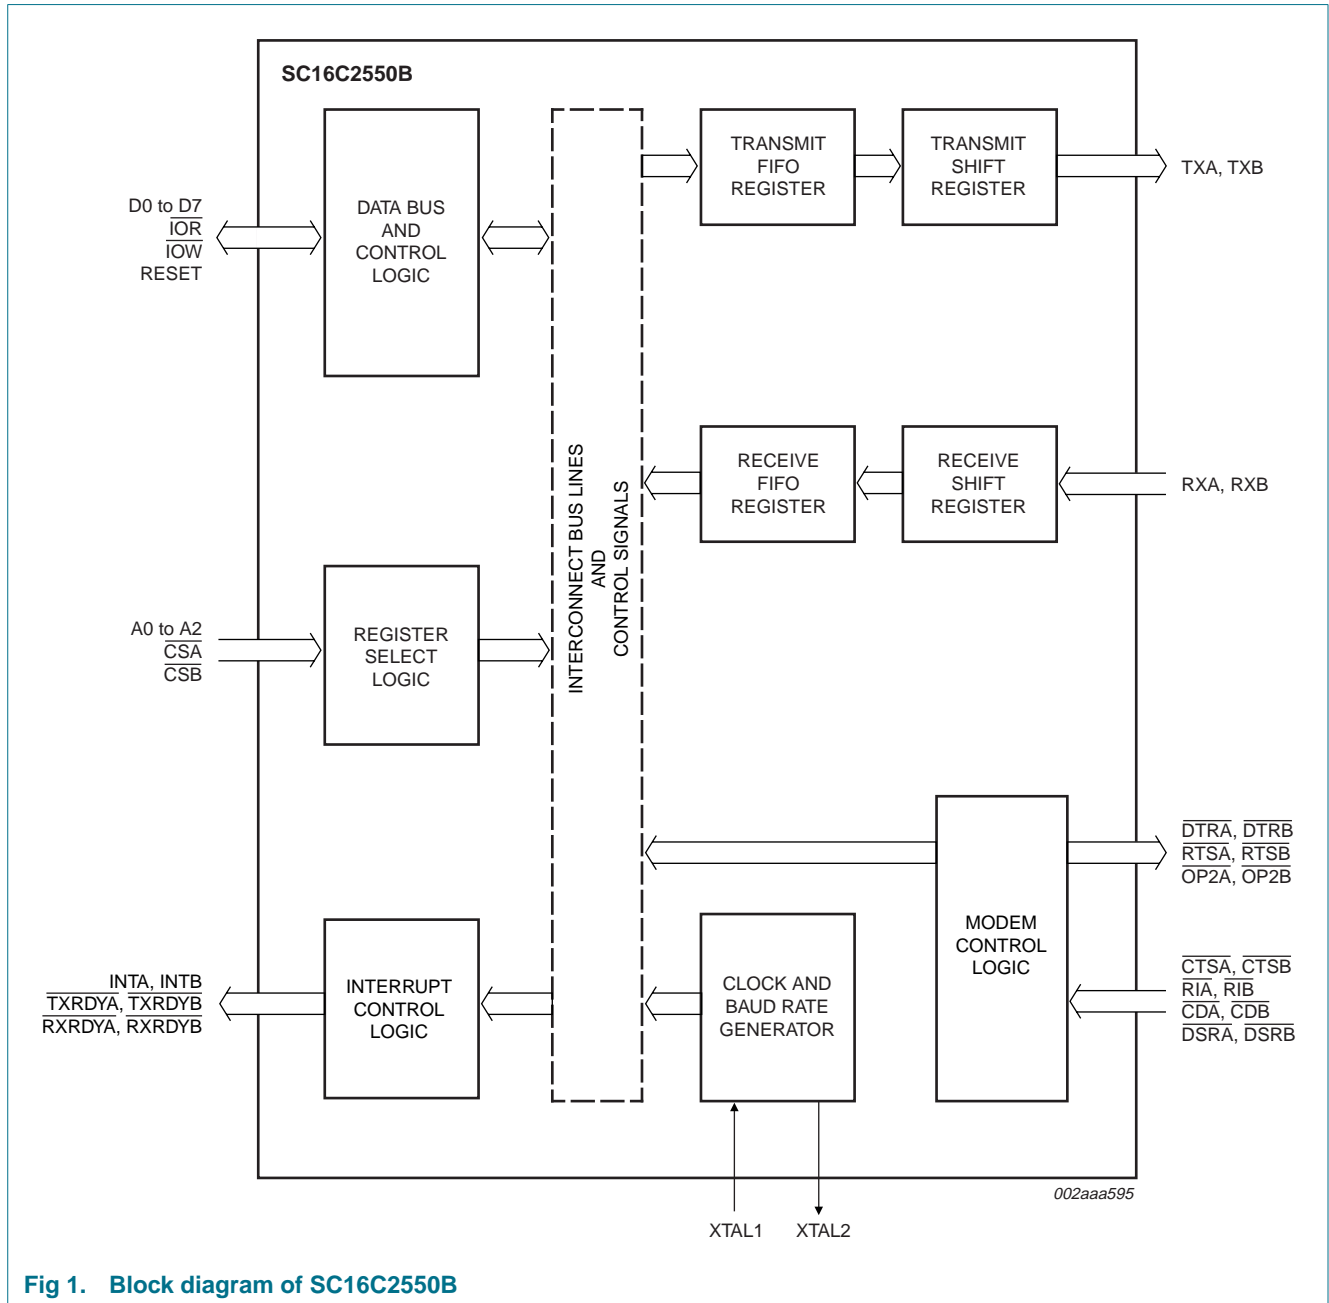 SC16C2550B
D0 to D7
IOR
IOW
RESET
DATA BUS
AND
CONTROL
LOGIC
TRANSMIT
FIFO
REGISTER
TRANSMIT
SHIFT
REGISTER
TXA, TXB
INTERCONNECT BUS LINES
AND
CONTROL SIGNALS
RECEIVE
FIFO
REGISTER
RECEIVE
SHIFT
REGISTER
RXA, RXB
A0 to A2
CSA
CSB
REGISTER
SELECT
LOGIC
DTRA, DTRB
RTSA, RTSB
OP2A, OP2B
MODEM
CONTROL
LOGIC
CTSA, CTSB
RIA, RIB
CDA, CDB
DSRA, DSRB
INTA, INTB
TXRDYA, TXRDYB
RXRDYA, RXRDYB
INTERRUPT
CONTROL
LOGIC
CLOCK AND
BAUD RATE
GENERATOR
002aaa595
XTAL1 XTAL2
Fig 1. Block diagram of SC16C2550B